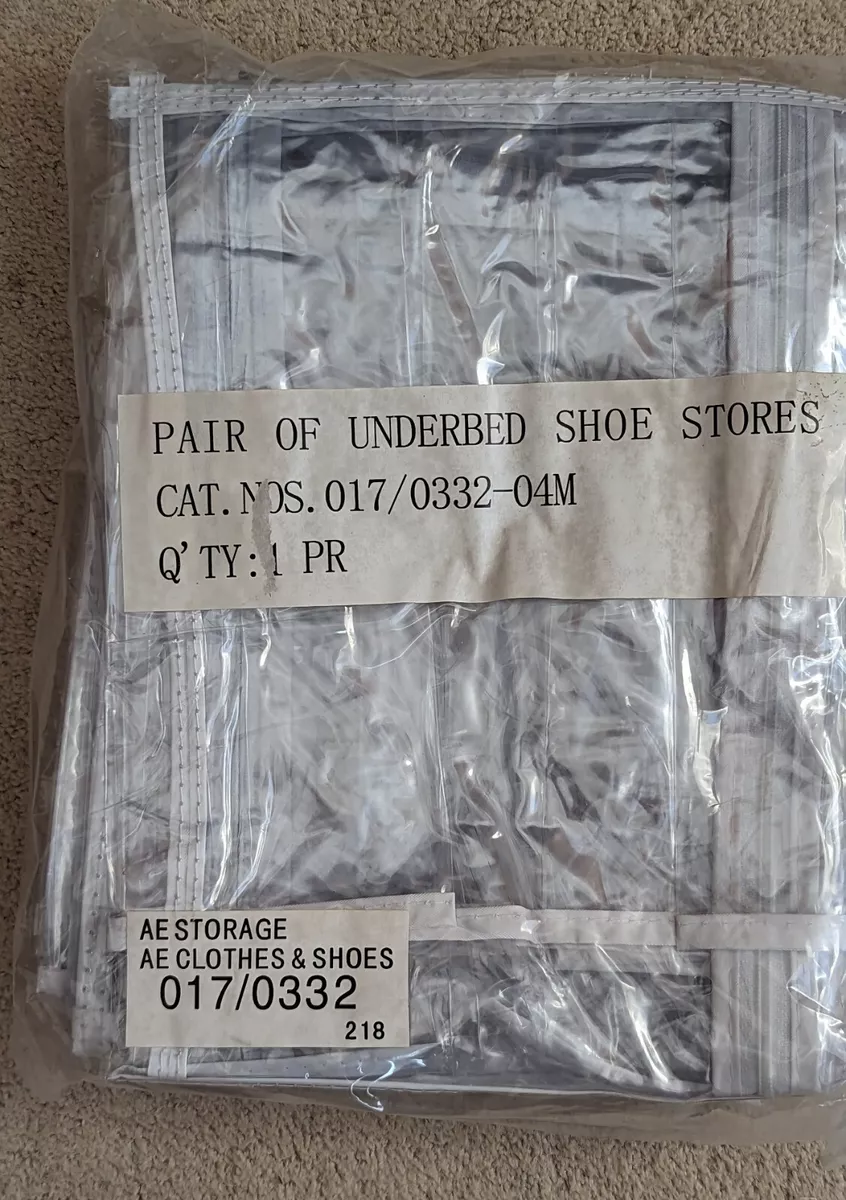 PAIR OF UNDERBED SHOE STORES
CAT.NOS.017/0332-04M
Q'TY:1 PR
AE STORAGE
AE CLOTHES & SHOES
017/0332
218